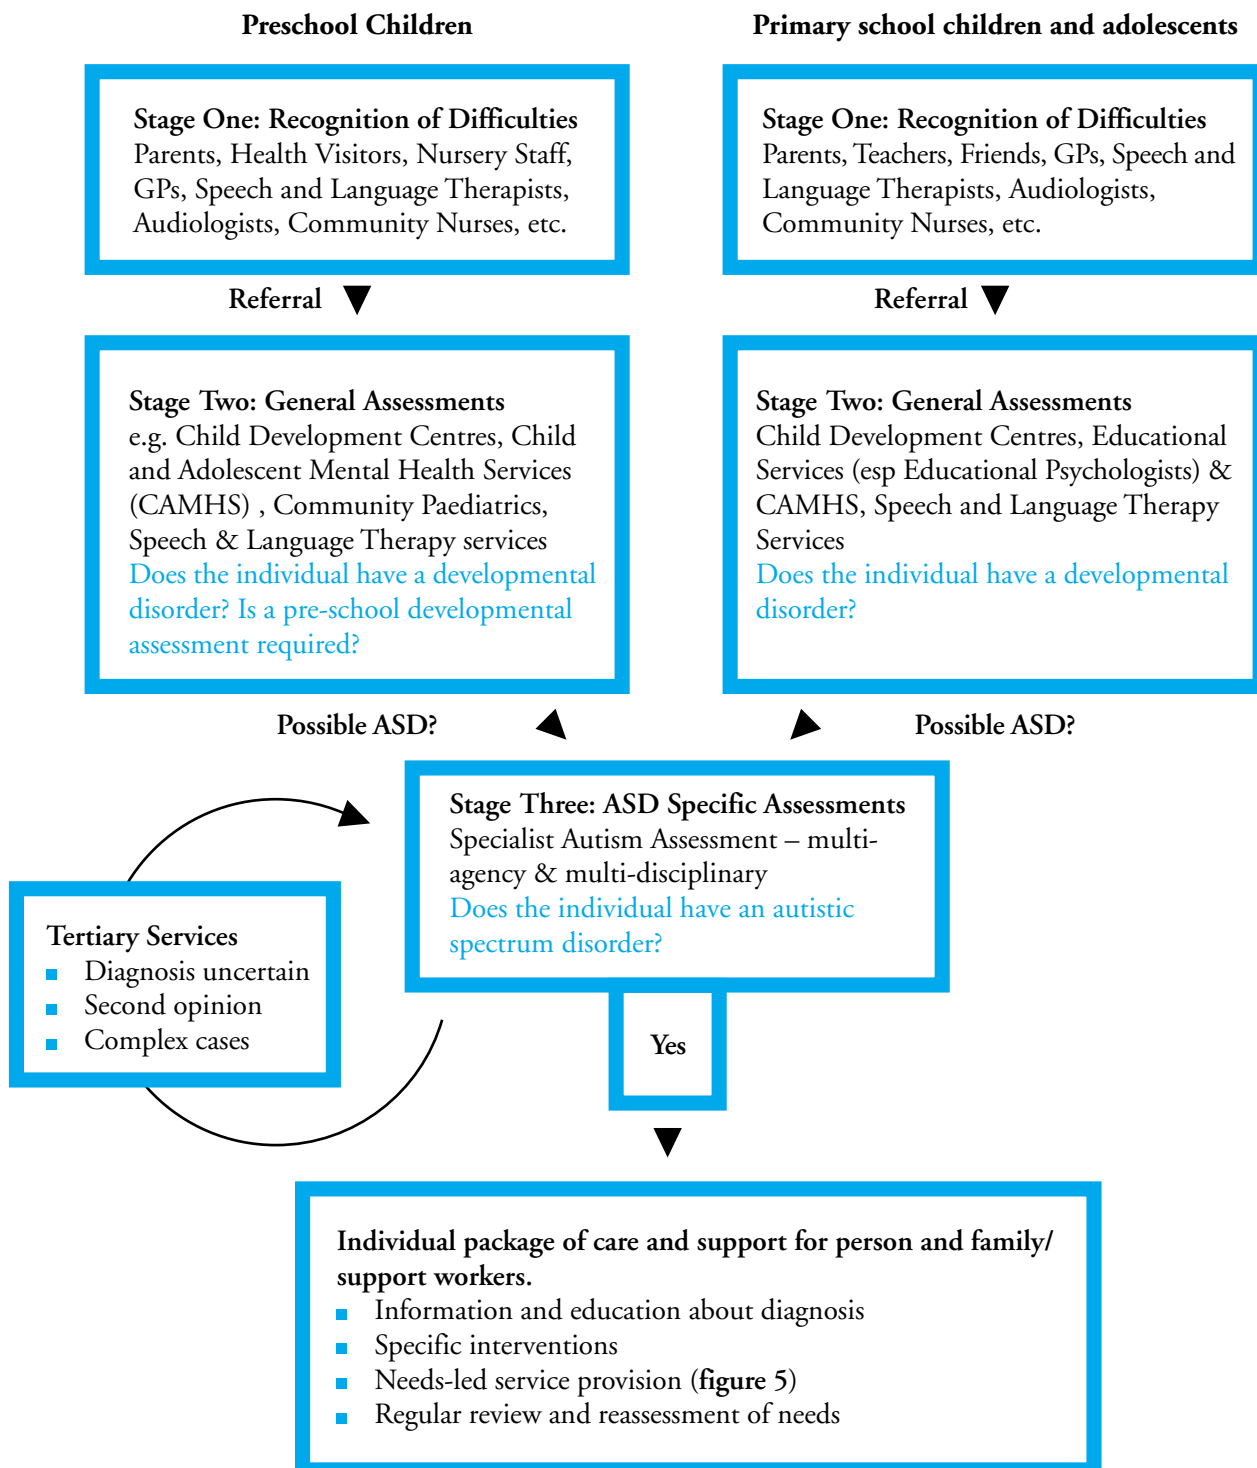 Preschool Children
Stage One: Recognition of Difficulties
Parents, Health Visitors, Nursery Staff,
GPs, Speech and Language Therapists,
Audiologists, Community Nurses, etc.
Referral
Stage Two: General Assessments
e.g. Child Development Centres, Child
and Adolescent Mental Health Services
(CAMHS) , Community Paediatrics,
Speech & Language Therapy services
Does the individual have a developmental
disorder? Is a pre-school developmental
assessment required?
Possible ASD?
Primary school children and adolescents
Stage One: Recognition of Difficulties
Parents, Teachers, Friends, GPs, Speech and
Language Therapists, Audiologists,
Community Nurses, etc.
Referral
Stage Two: General Assessments
Child Development Centres, Educational
Services (esp Educational Psychologists) &
CAMHS, Speech and Language Therapy
Services
Does the individual have a developmental
disorder?
Possible ASD?
Stage Three: ASD Specific Assessments
Specialist Autism Assessment – multi-
agency & multi-disciplinary
Does the individual have an autistic
spectrum disorder?
Tertiary Services
Diagnosis uncertain
Second opinion
Complex cases
Yes
Individual package of care and support for person and family/
support workers.
Information and education about diagnosis
Specific interventions
Needs-led service provision (figure 5)
Regular review and reassessment of needs